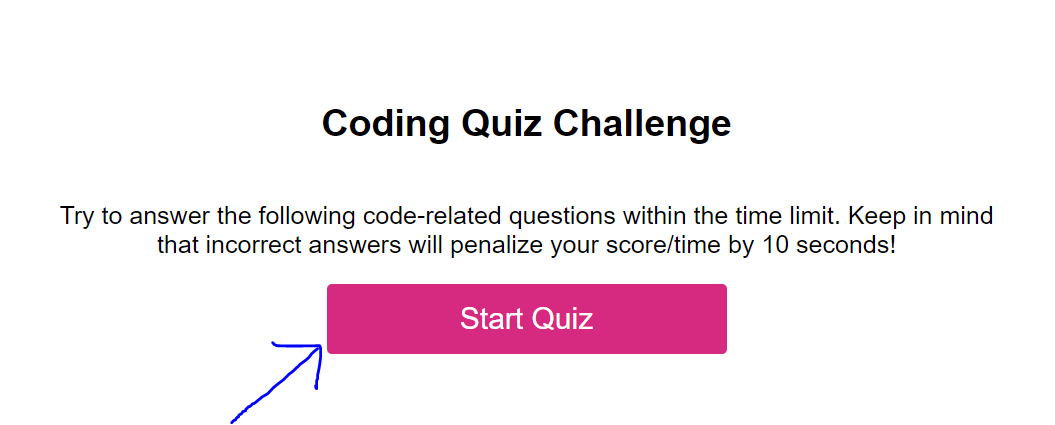 Coding Quiz Challenge
Try to answer the following code-related questions within the time limit. Keep in mind
that incorrect answers will penalize your score/time by 10 seconds!
Start Quiz